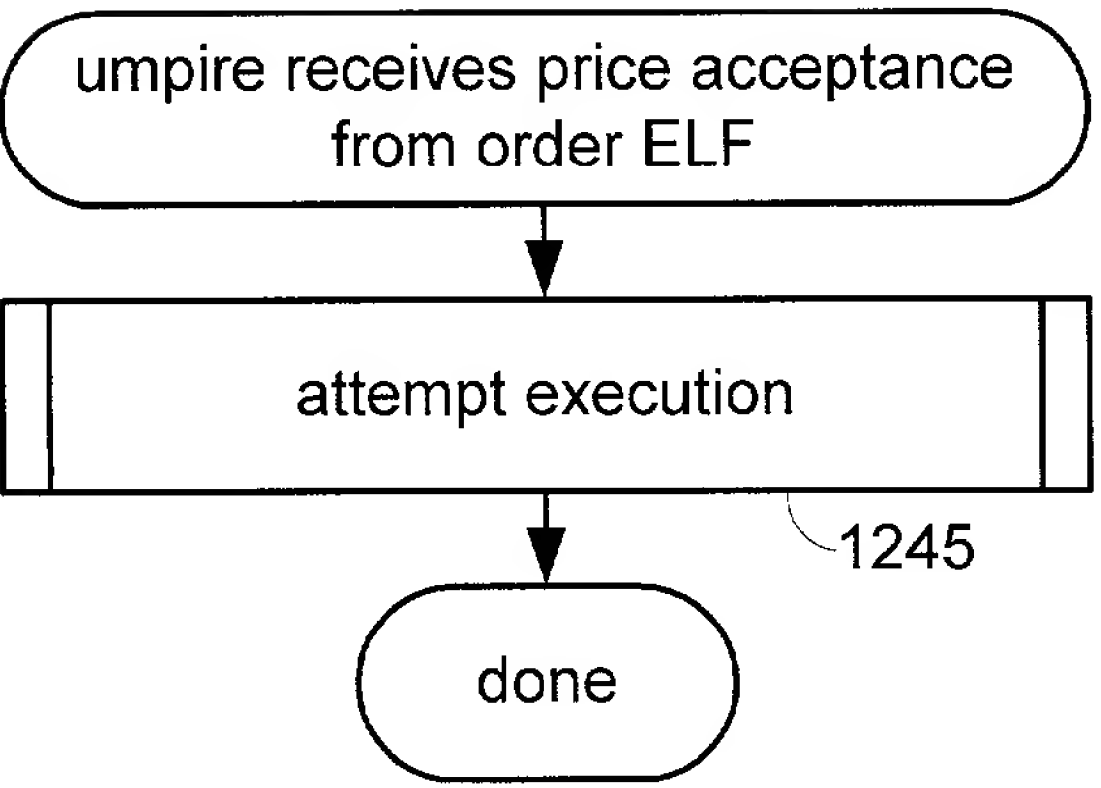 umpire receives price acceptance
from order ELF
attempt execution
1245
done